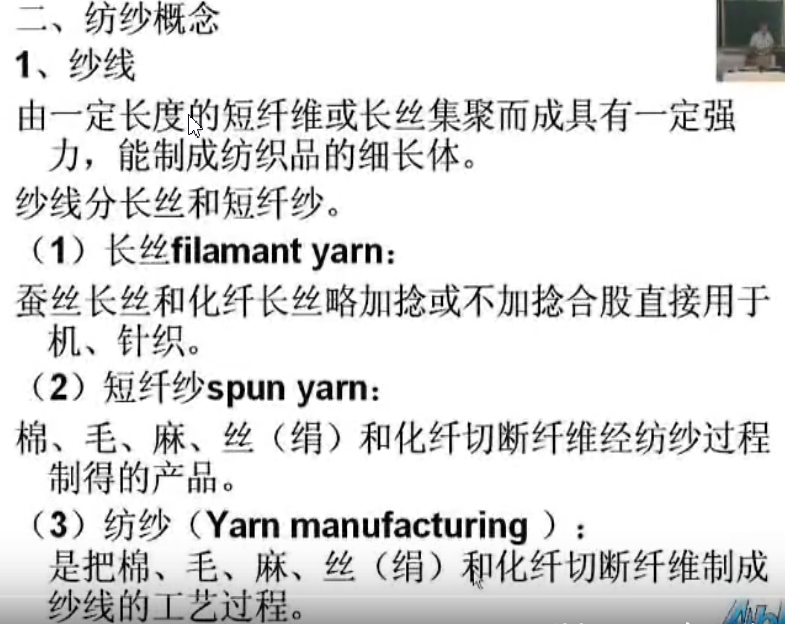 二、纺纱概念
1、纱线
由一定长度的短纤维或长丝集聚而成具有一定强
力，能制成纺织品的细长体。
纱线分长丝和短纤纱。
（1）长丝filamant yarn：
蚕丝长丝和化纤长丝略加捻或不加捻合股直接用于
机、针织。
（2）短纤纱spun yarn：
棉、毛、麻、丝（绢）和化纤切断纤维经纺纱过程
制得的产品。
（3）纺纱（Yarn manufacturing ）：
是把棉、毛、麻、丝（绢）和化纤切断纤维制成
纱线的工艺过程。